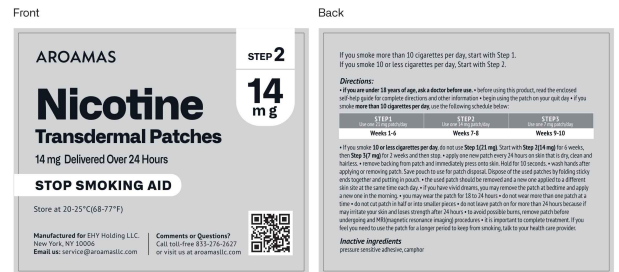 Front
Back
AROAMAS
STEP 2
14
mg
Nicotine
Transdermal Patches
14 mg Delivered Over 24 Hours
STOP SMOKING AID
Store at 20-25°C(68-77°F)
Manufactured for EHY Holding LLC.
New York, NY 10006
Email us: service@aroamasllc.com
Comments or Questions?
Call toll-free 833-276-2627
or visit us at aroamasllc.com
If you smoke more than 10 cigarettes per day, start with Step 1.
If you smoke 10 or less cigarettes per day, Start with Step 2.
Directions:
• if you are under 18 years of age, ask a doctor before use. • before using this product, read the enclosed
self-help guide for complete directions and other information • begin using the patch on your quit day • if you
smoke more than 10 cigarettes per day, use the following schedule below:
STEP1 STEP2 STEP3
Use one 21 mg patch/day Use one 14 mg patch/day Use one 7 mg patch/day
Weeks 1-6 Weeks 7-8 Weeks 9-10
• If you smoke 10 or less cigarettes per day, do not use Step 1(21 mg). Start with Step 2(14 mg) for 6 weeks,
then Step 3(7 mg) for 2 weeks and then stop. • apply one new patch every 24 hours on skin that is dry, clean and
hairless. • remove backing from patch and immediately press onto skin. Hold for 10 seconds. • wash hands after
applying or removing patch. Save pouch to use for patch disposal. Dispose of the used patches by folding sticky
ends together and putting in pouch. • the used patch should be removed and a new one applied to a different
skin site at the same time each day. • if you have vivid dreams, you may remove the patch at bedtime and apply
a new one in the morning. • you may wear the patch for 18 to 24 hours • do not wear more than one patch at a
time • do not cut patch in half or into smaller pieces • do not leave patch on for more than 24 hours because if
may irritate your skin and loses strength after 24 hours • to avoid possible burns, remove patch before
undergoing and MRI(magnetic resonance imagij) procedures • it is important to complete treatment. If you
feel you need to use the patch for a longer period to keep from smoking, talk to your health care provider.
Inactive ingredients
pressure sensitive adhesive, camphor